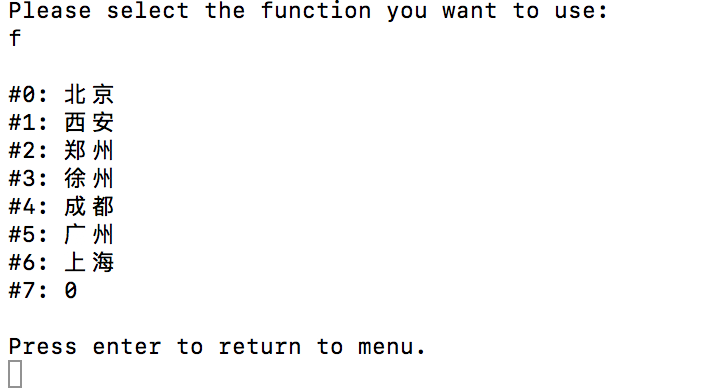 Please select the function you want to use:
f
#0: 北京
#1: 西安
#2: 郑州
#3: 徐州
#4: 成都
#5: 广州
#6: 上海
#7: 0
Press enter to return to menu.